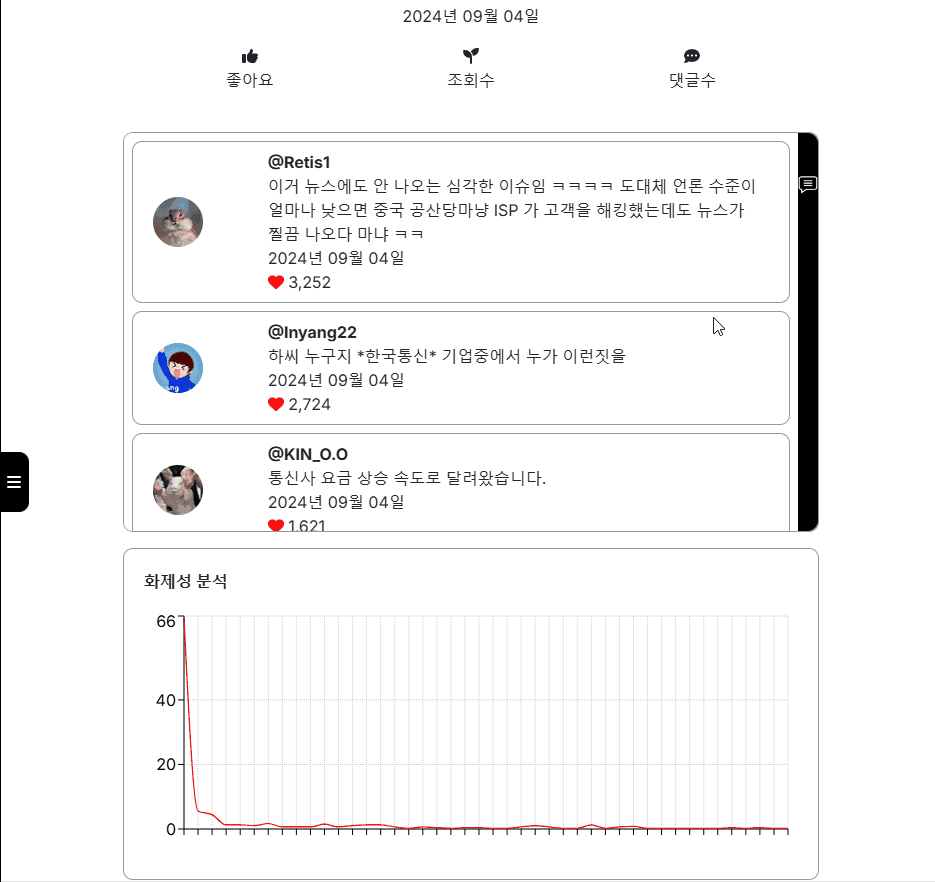 2024년 09월 04일
좋아요 조회수 댓글수
@Retis1
이거 뉴스에도 안 나오는 심각한 이슈임 ㅋㅋㅋㅋ 도대체 언론 수준이
얼마나 낮으면 중국 공산당마냥 ISP 가 고객을 해킹했는데도 뉴스가
찔끔 나오다 마냐 ㅋㅋ
2024년 09월 04일
3,252
@Inyang22
하씨 누구지 *한국통신* 기업중에서 누가 이런짓을
2024년 09월 04일
2,724
@KIN_O.O
통신사 요금 상승 속도로 달려왔습니다.
2024년 09월 04일
1,621
화제성 분석
66
40
20
0